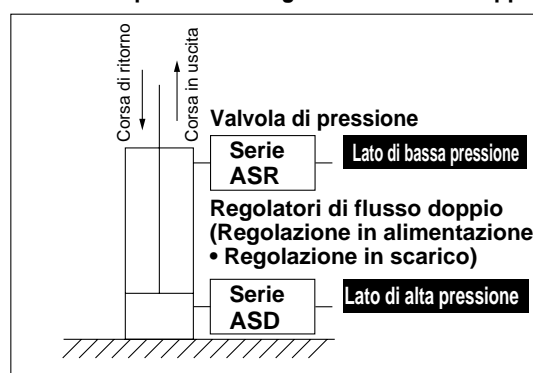 Corsa di ritorno
Corsa in uscita
Valvola di pressione
Serie
ASR
Lato di bassa pressione
Regolatori di flusso doppio
(Regolazione in alimentazione
• Regolazione in scarico)
Serie
ASD
Lato di alta pressione